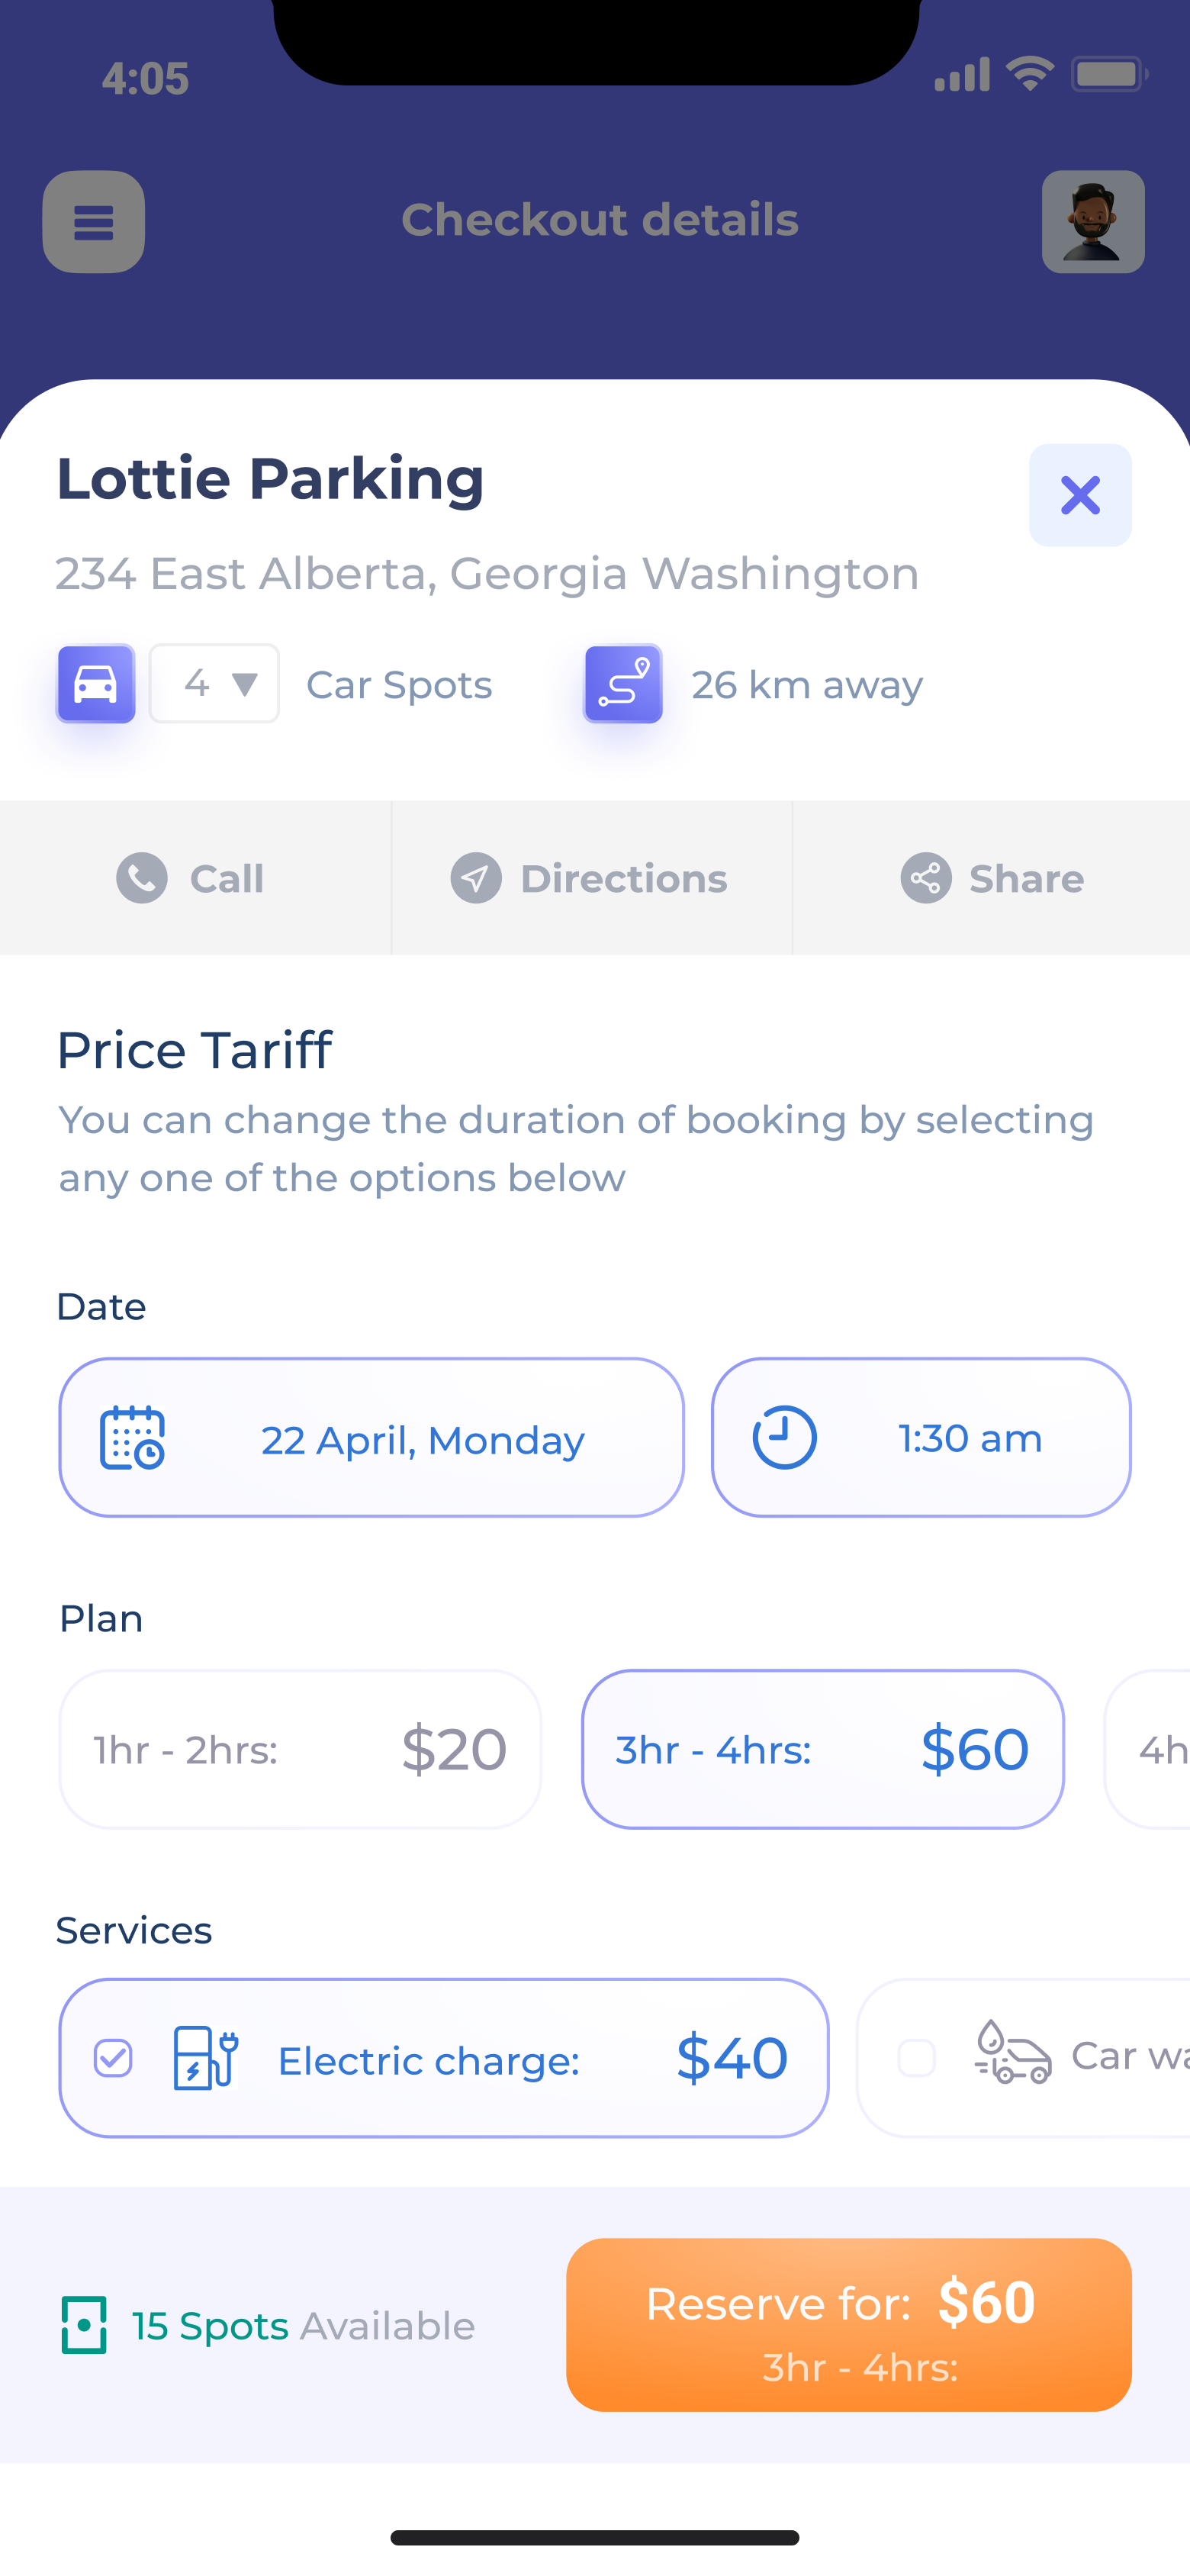 4:05
Checkout details
Lottie Parking
234 East Alberta, Georgia Washington
4 ▼ Car Spots 26 km away
Call Directions Share
Price Tariff
You can change the duration of booking by selecting
any one of the options below
Date
22 April, Monday 1:30 am
Plan
1hr - 2hrs: $20 3hr - 4hrs: $60 4h
Services
Electric charge: $40 Car wa
15 Spots Available
Reserve for: $60
3hr - 4hrs: